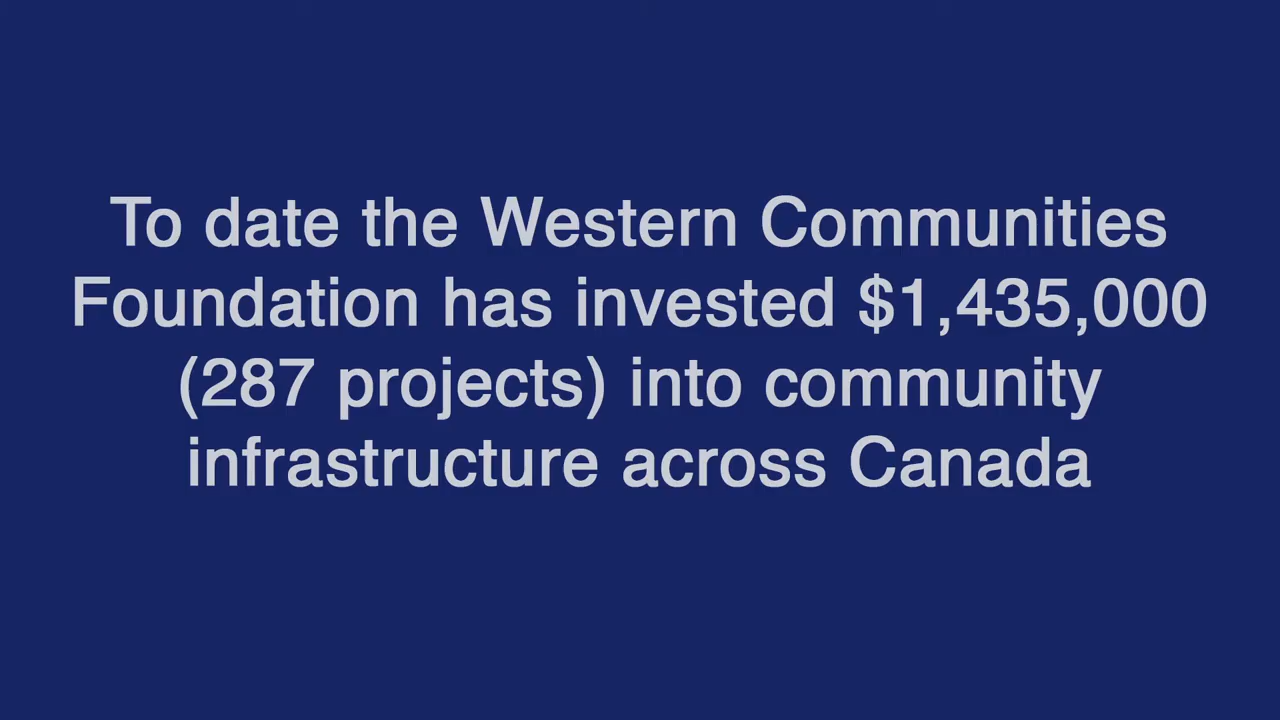 To date the Western Communities
Foundation has invested $1,435,000
(287 projects) into community
infrastructure across Canada